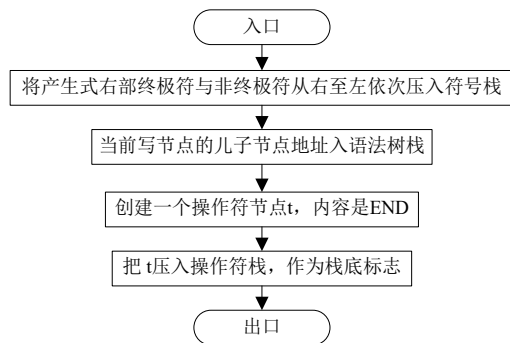 入口
将产生式右部终极符与非终极符从右至左依次压入符号栈
当前写节点的儿子节点地址入语法树栈
创建一个操作符节点t，内容是END
把 t压入操作符栈，作为栈底标志
出口